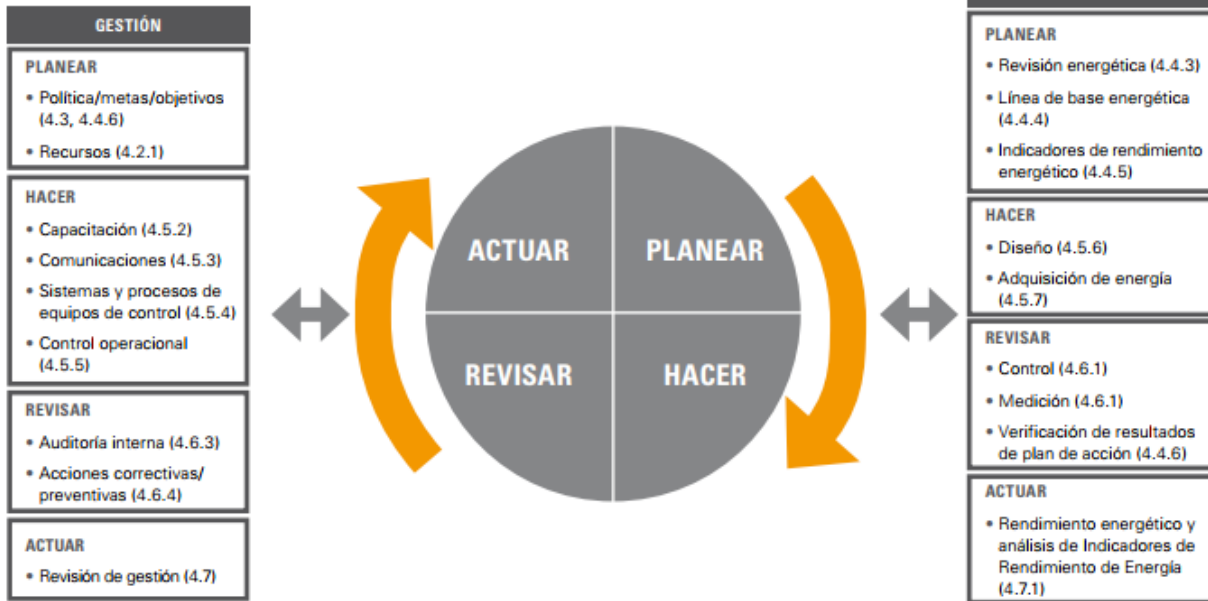 GESTIÓN
PLANEAR
• Política/metas/objetivos
(4.3, 4.4.6)
• Recursos (4.2.1)
HACER
• Capacitación (4.5.2)
• Comunicaciones (4.5.3)
• Sistemas y procesos de
equipos de control (4.5.4)
• Control operacional
(4.5.5)
REVISAR
• Auditoría interna (4.6.3)
• Acciones correctivas/
preventivas (4.6.4)
ACTUAR
• Revisión de gestión (4.7)
ACTUAR
PLANEAR
REVISAR
HACER
PLANEAR
• Revisión energética (4.4.3)
• Línea de base energética
(4.4.4)
• Indicadores de rendimiento
energético (4.4.5)
HACER
• Diseño (4.5.6)
• Adquisición de energía
(4.5.7)
REVISAR
• Control (4.6.1)
• Medición (4.6.1)
• Verificación de resultados
de plan de acción (4.4.6)
ACTUAR
• Rendimiento energético y
análisis de Indicadores de
Rendimiento de Energía
(4.7.1)